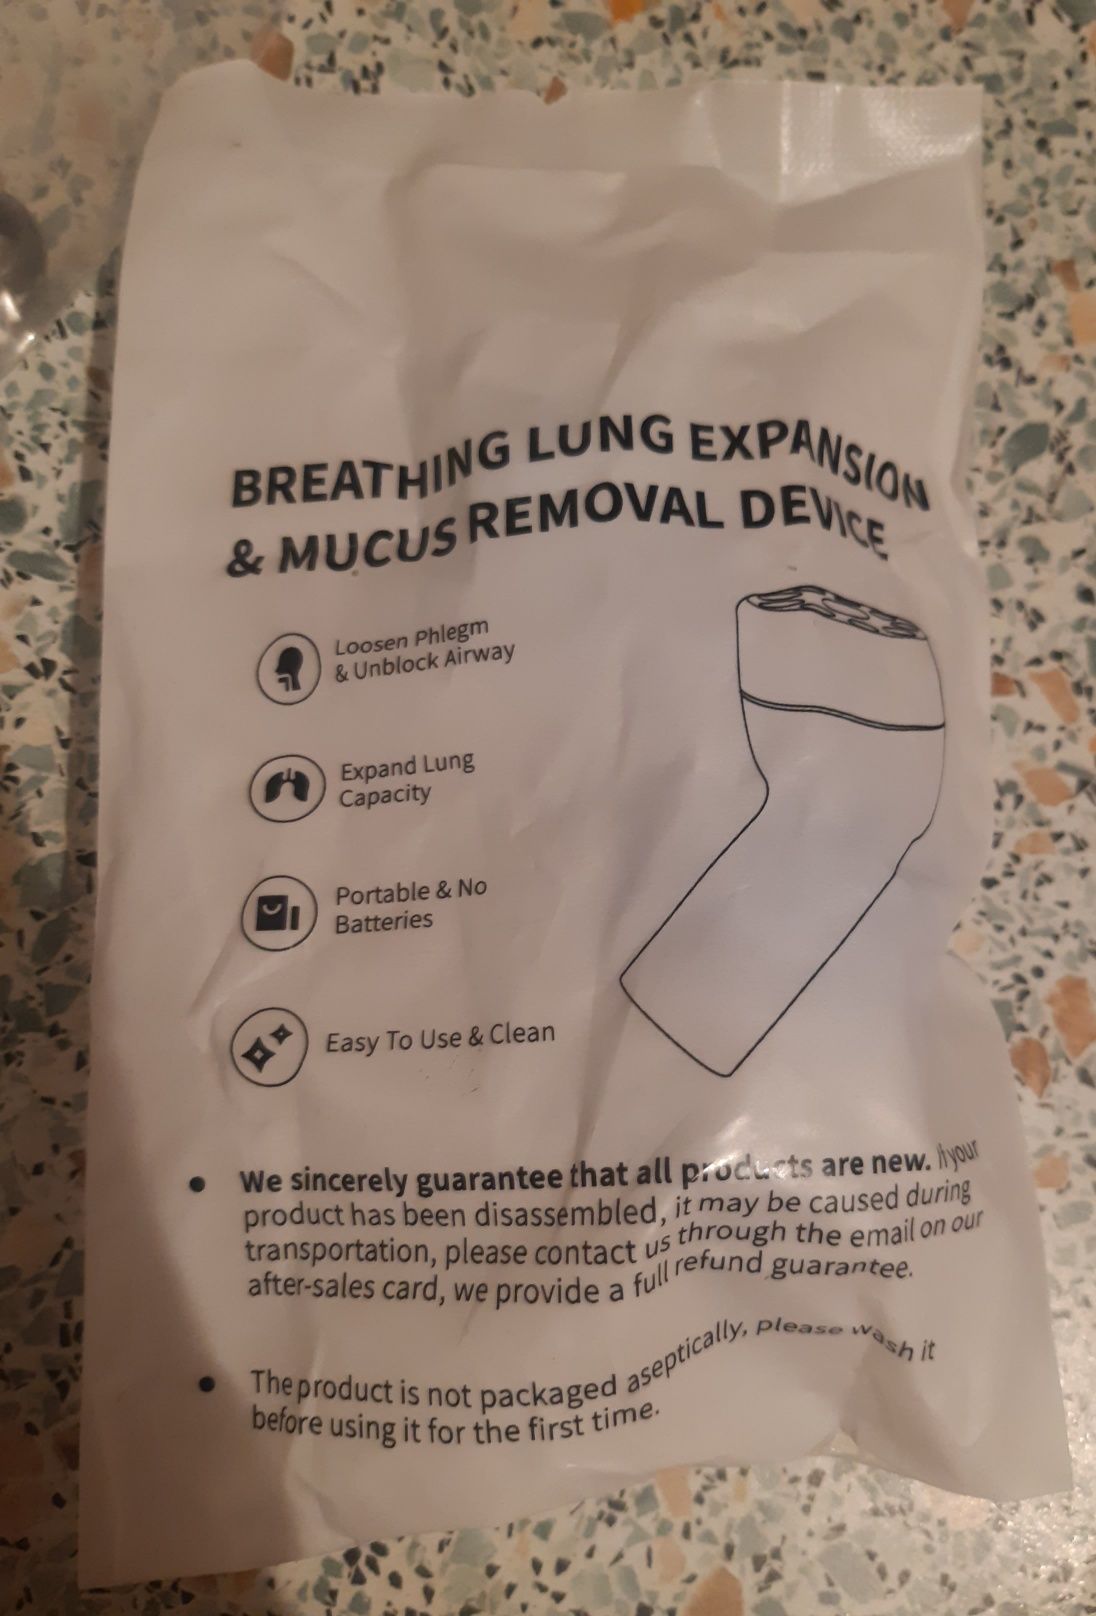 BREATHING LUNG EXPANSION
& MUCUS REMOVAL DEVICE
Loosen Phlegm
& Unblock Airway
Expand Lung
Capacity
Portable & No
Batteries
Easy To Use & Clean
• We sincerely guarantee that all products are new. If your
product has been disassembled, it may be caused during
transportation, please contact us through the email on our
after-sales card, we provide a full refund guarantee.
• The product is not packaged aseptically, please wash it
before using it for the first time.